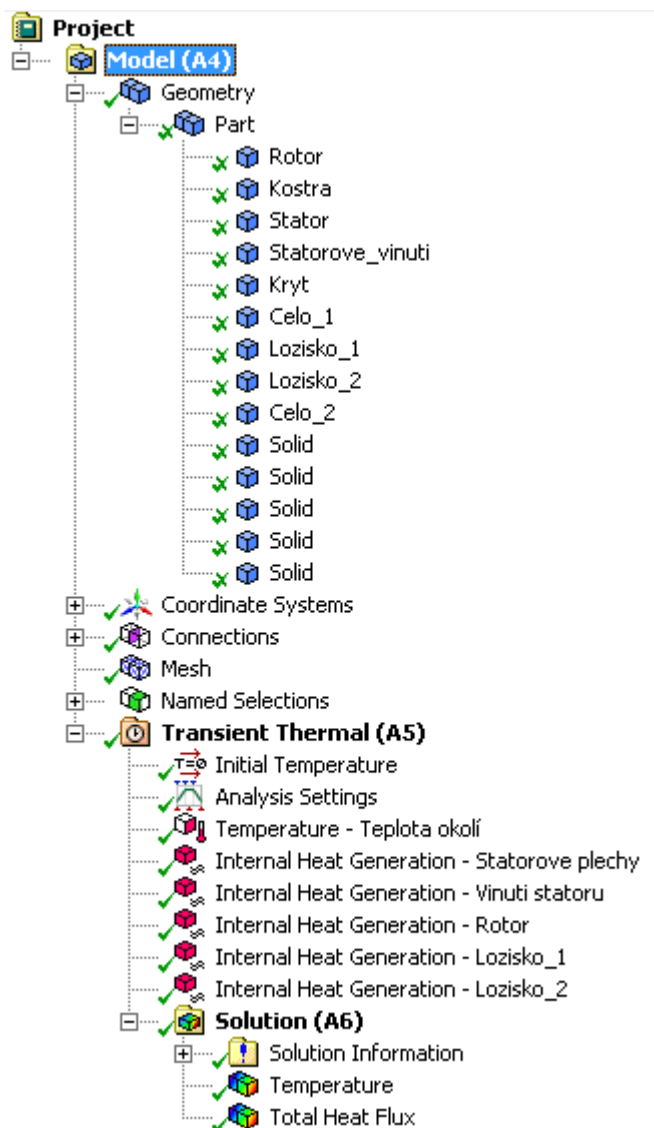 Project
Model (A4)
Geometry
Part
Rotor
Kostra
Stator
Statorove_vinuti
Kryt
Celo_1
Lozisko_1
Lozisko_2
Celo_2
Solid
Solid
Solid
Solid
Solid
Coordinate Systems
Connections
Mesh
Named Selections
Transient Thermal (A5)
Initial Temperature
Analysis Settings
Temperature - Teplota okolí
Internal Heat Generation - Statorove plechy
Internal Heat Generation - Vinuti statoru
Internal Heat Generation - Rotor
Internal Heat Generation - Lozisko_1
Internal Heat Generation - Lozisko_2
Solution (A6)
Solution Information
Temperature
Total Heat Flux